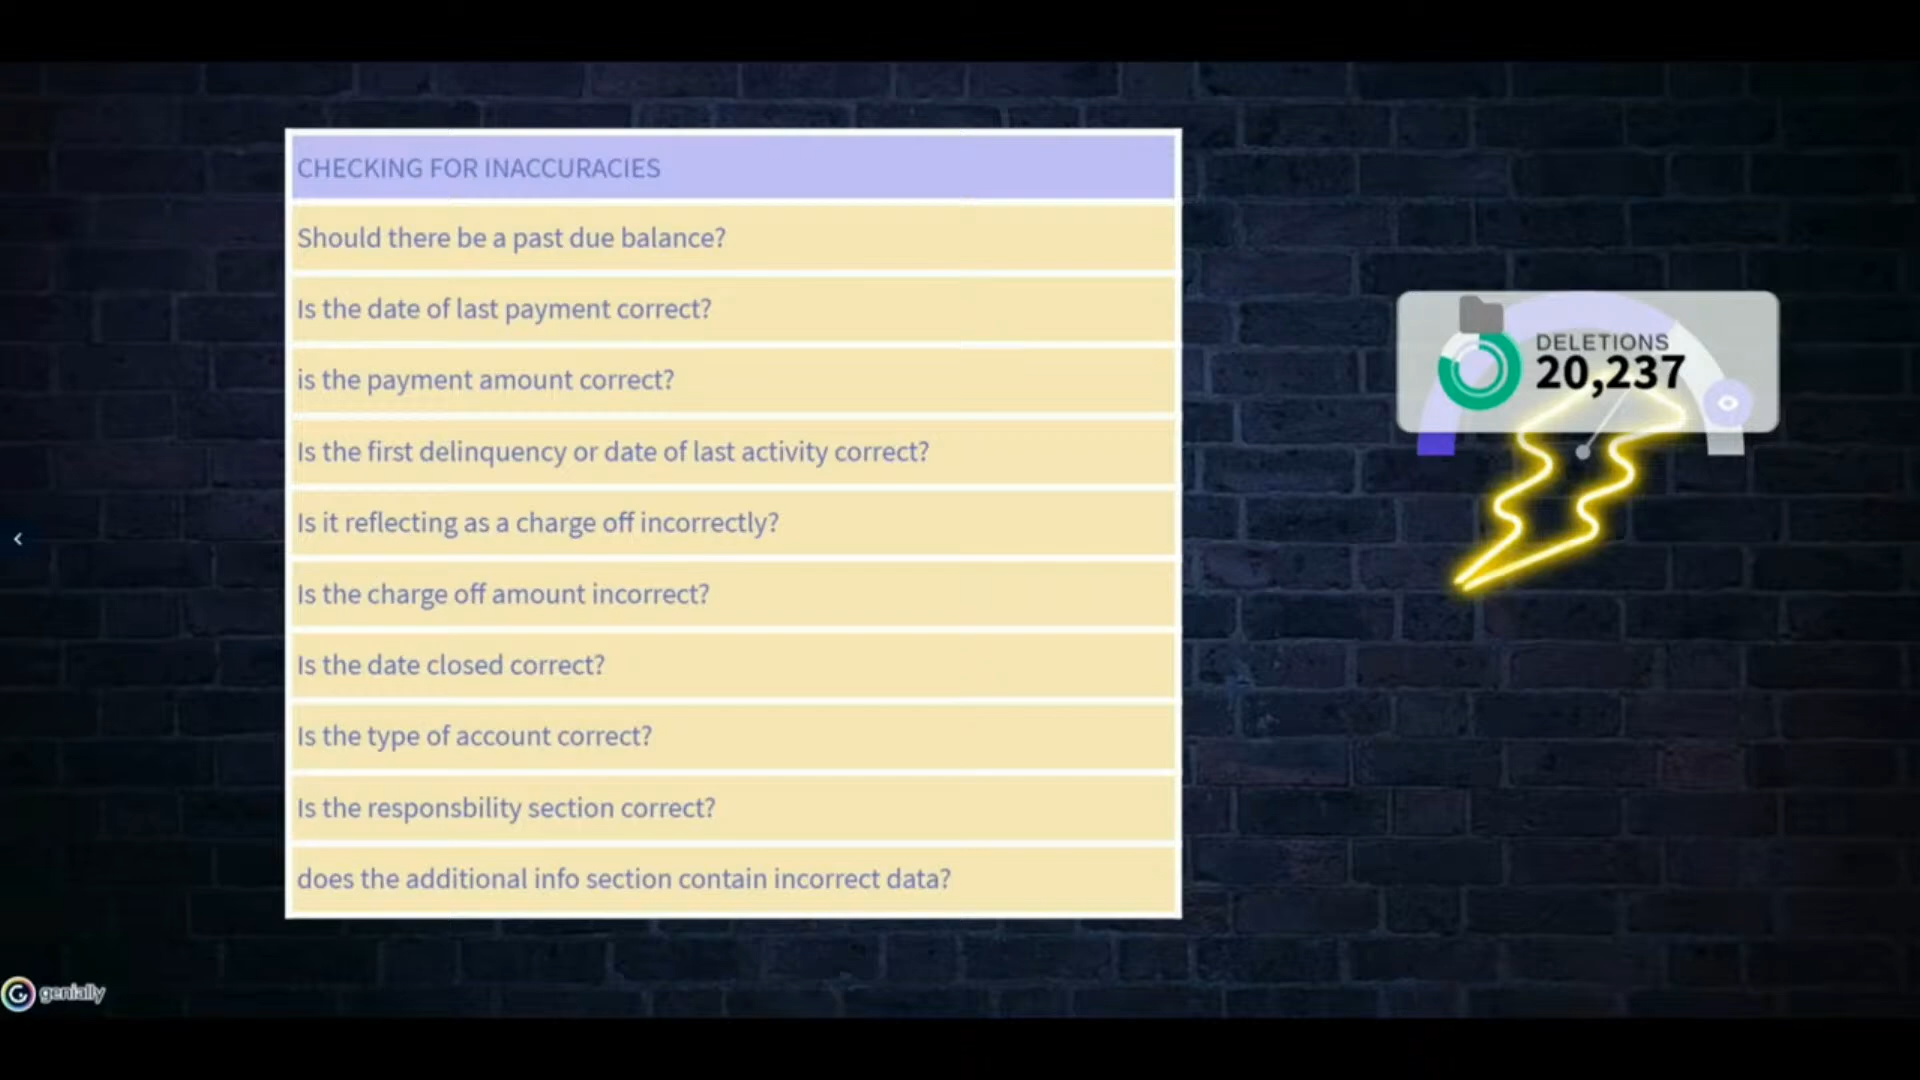 CHECKING FOR INACCURACIES
Should there be a past due balance?
Is the date of last payment correct?
is the payment amount correct?
Is the first delinquency or date of last activity correct?
Is it reflecting as a charge off incorrectly?
Is the charge off amount incorrect?
Is the date closed correct?
Is the type of account correct?
Is the responsbility section correct?
does the additional info section contain incorrect data?
DELETIONS
20,237
genially